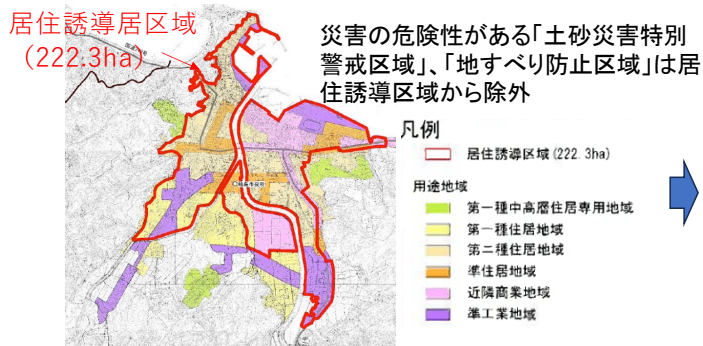 居住誘導居区域
(222.3ha)
災害の危険性がある「土砂災害特別
警戒区域」、「地すべり防止区域」は居
住誘導区域から除外
凡例
居住誘導区域(222.3ha)
用途地域
第一種中高層住居専用地域
第一種住居地域
第二種住居地域
準住居地域
近隣商業地域
準工業地域